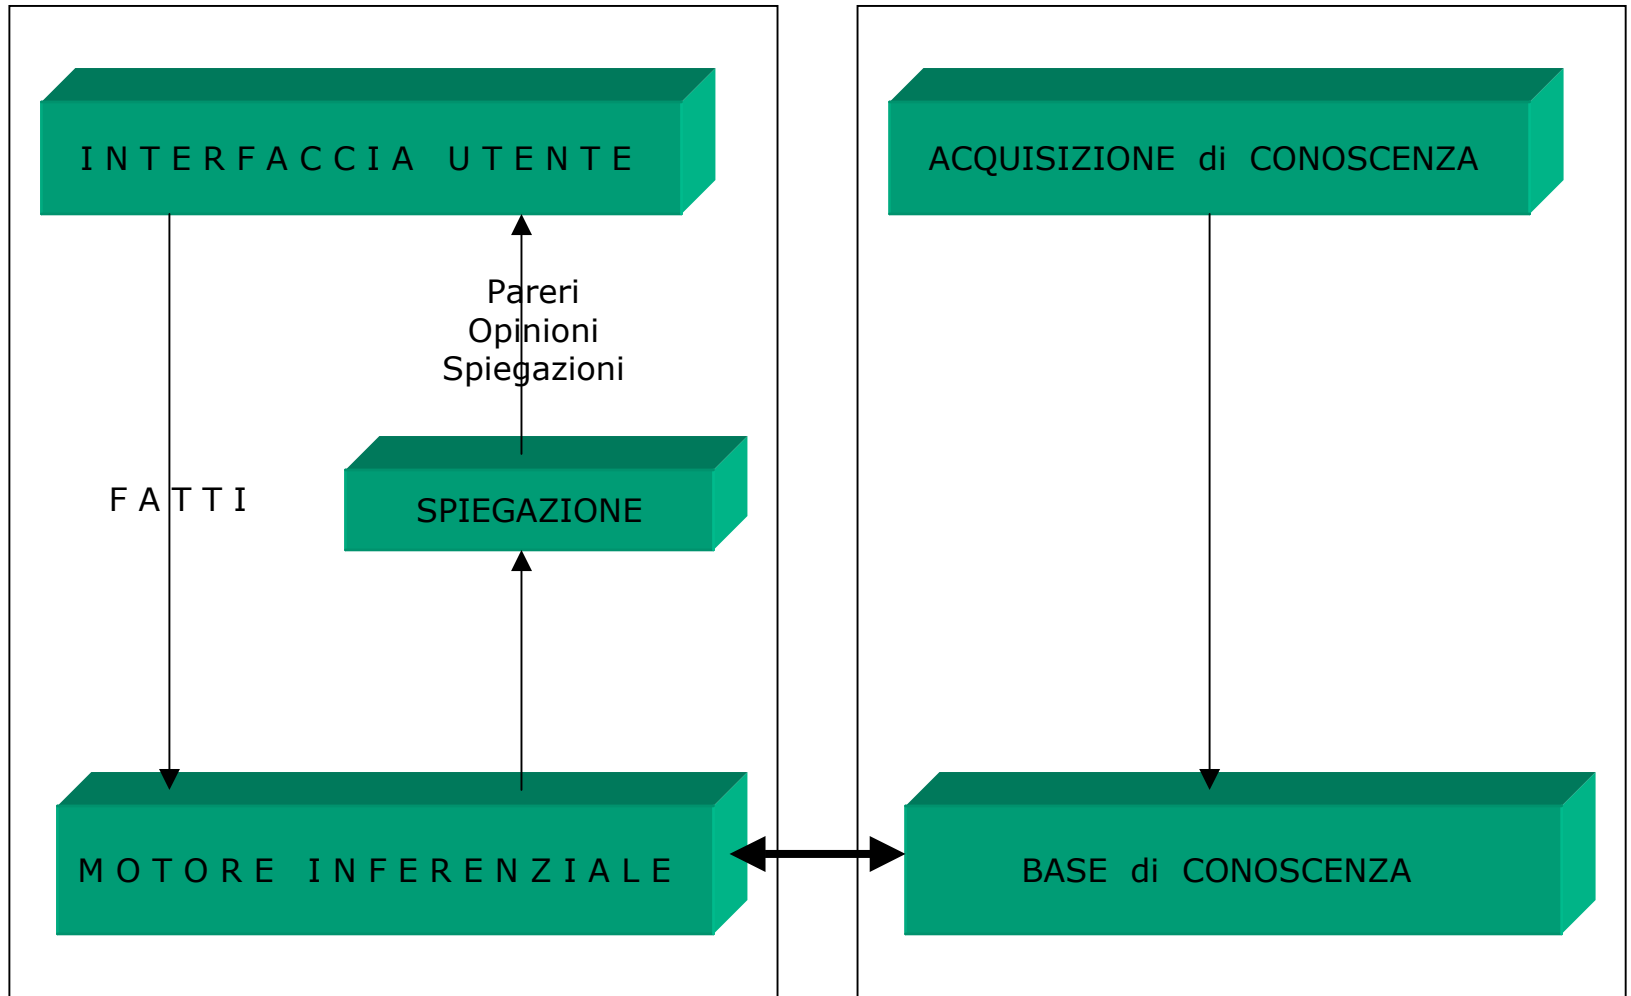 INTERFACCIA UTENTE
Pareri
Opinioni
Spiegazioni
FATTI
SPIEGAZIONE
MOTORE INFERENZIALE
ACQUISIZIONE di CONOSCENZA
BASE di CONOSCENZA